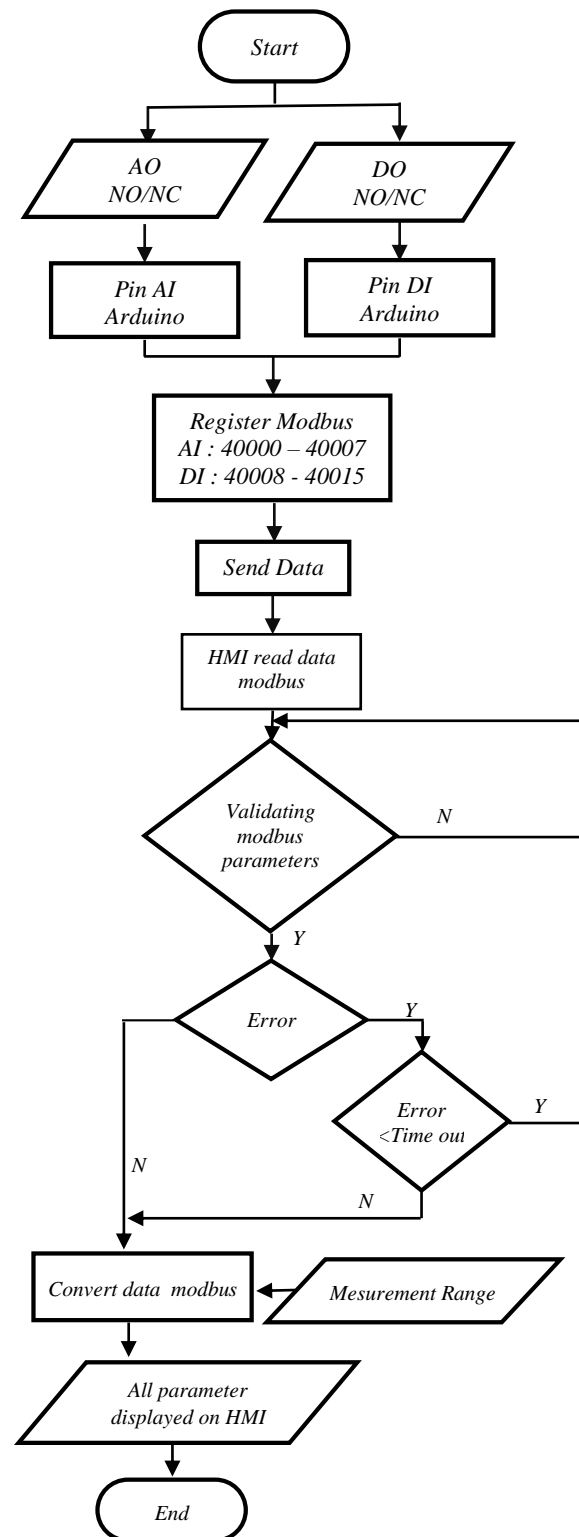 Start
AO
NO/NC
DO
NO/NC
Pin AI
Arduino
Pin DI
Arduino
Register Modbus
AI : 40000 – 40007
DI : 40008 - 40015
Send Data
HMI read data
modbus
Validating
modbus
parameters
N
Y
Error
Y
Error
<Time out
Y
N
N
Convert data modbus
Mesurement Range
All parameter
displayed on HMI
End